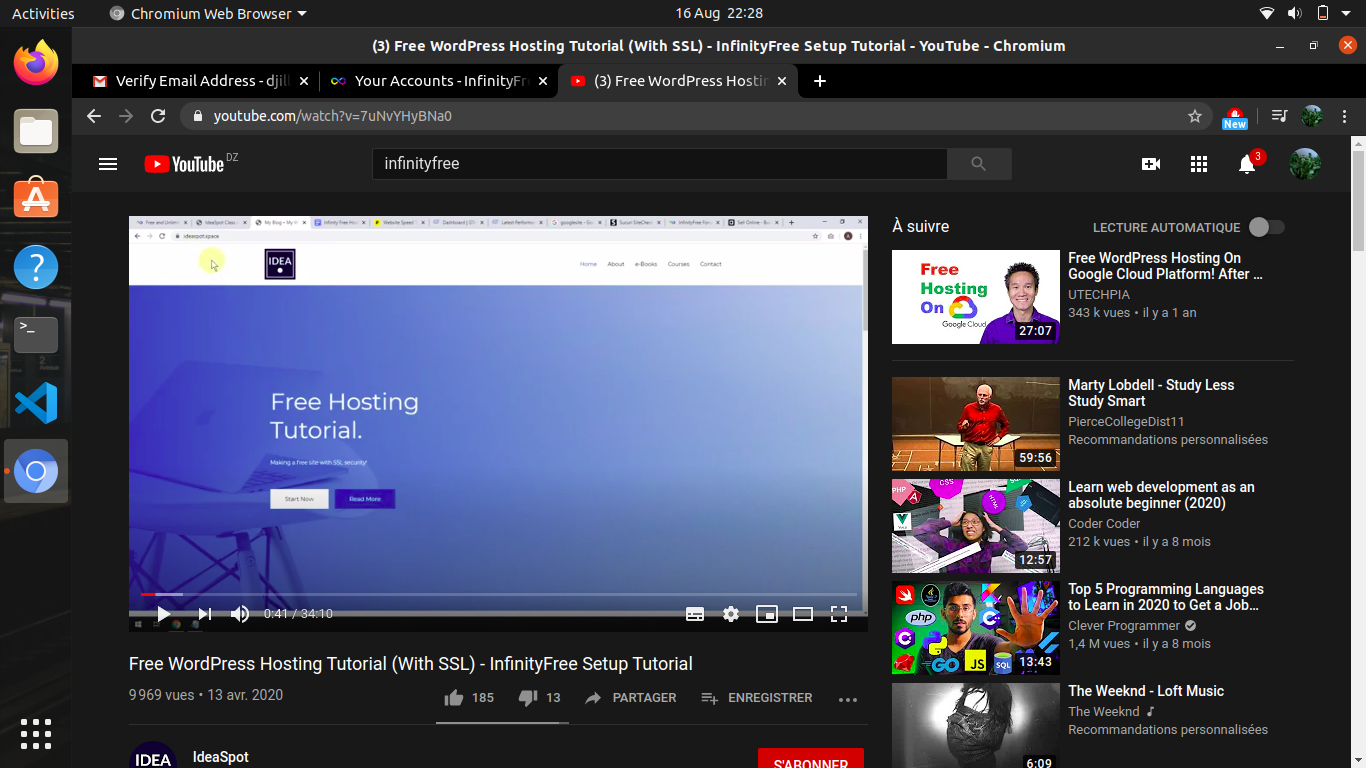 Activities
Chromium Web Browser
16 Aug 22:28
(3) Free WordPress Hosting Tutorial (With SSL) - InfinityFree Setup Tutorial - YouTube - Chromium
Verify Email Address - djill
Your Accounts - InfinityFr
(3) Free WordPress Hostin
youtube.com/watch?v=7uNvYHyBNa0
New
YouTube DZ
infinityfree
3
ideaspot.space
IDEA
Home About e-Books Courses Contact
Free Hosting
Tutorial.
Making a free site with SSL security!
Start Now
Read More
0:41 / 34:10
Free WordPress Hosting Tutorial (With SSL) - InfinityFree Setup Tutorial
9 969 vues • 13 avr. 2020
185
13
PARTAGER
ENREGISTRER
IDEA
IdeaSpot
S'ABONNER
À suivre
LECTURE AUTOMATIQUE
Free
Hosting
On
Google Cloud
27:07
Free WordPress Hosting On
Google Cloud Platform! After ...
UTECHPIA
343 k vues • il y a 1 an
59:56
Marty Lobdell - Study Less
Study Smart
PierceCollegeDist11
Recommandations personnalisées
PHP
CSS
12:57
Learn web development as an
absolute beginner (2020)
Coder Coder
212 k vues • il y a 8 mois
php
GO
JS
SQL
13:43
Top 5 Programming Languages
to Learn in 2020 to Get a Job...
Clever Programmer
1,4 M vues • il y a 8 mois
6:09
The Weeknd - Loft Music
The Weeknd
Recommandations personnalisées